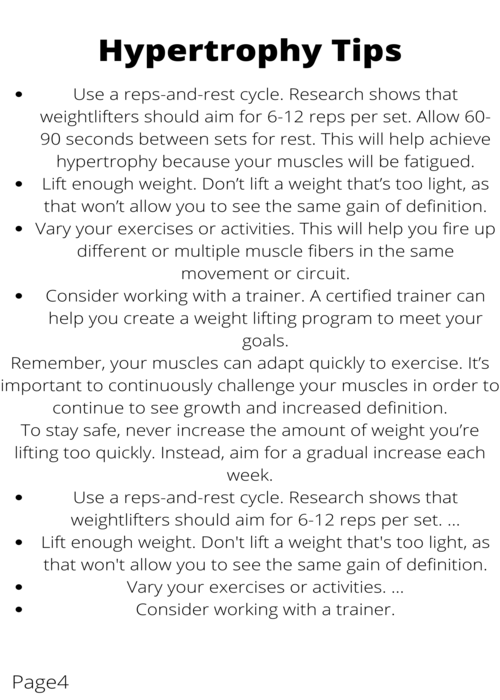 Hypertrophy Tips
• Use a reps-and-rest cycle. Research shows that
weightlifters should aim for 6-12 reps per set. Allow 60-
90 seconds between sets for rest. This will help achieve
hypertrophy because your muscles will be fatigued.
• Lift enough weight. Don’t lift a weight that’s too light, as
that won’t allow you to see the same gain of definition.
• Vary your exercises or activities. This will help you fire up
different or multiple muscle fibers in the same
movement or circuit.
• Consider working with a trainer. A certified trainer can
help you create a weight lifting program to meet your
goals.
Remember, your muscles can adapt quickly to exercise. It’s
important to continuously challenge your muscles in order to
continue to see growth and increased definition.
To stay safe, never increase the amount of weight you’re
lifting too quickly. Instead, aim for a gradual increase each
week.
• Use a reps-and-rest cycle. Research shows that
weightlifters should aim for 6-12 reps per set. ...
• Lift enough weight. Don't lift a weight that's too light, as
that won't allow you to see the same gain of definition.
• Vary your exercises or activities. ...
• Consider working with a trainer.
Page4